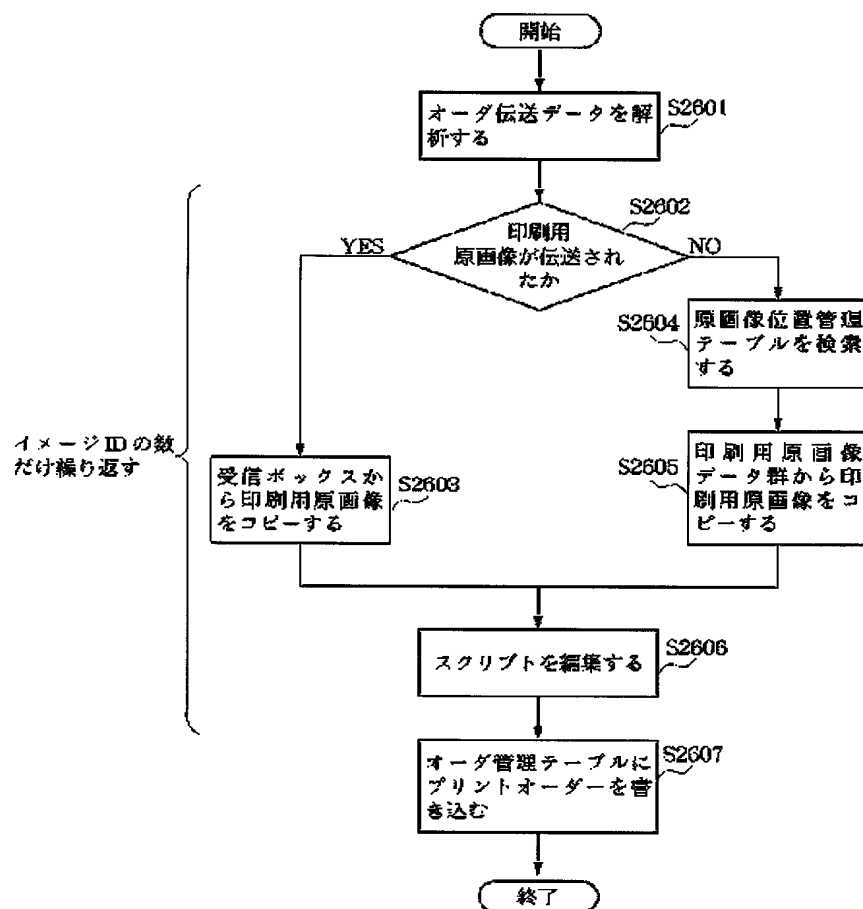 開始
オーダ伝送データを解
析する
S2601
S2602
印刷用
原画像が伝送され
たか
YES
NO
S2604
原画像位置管理
テーブルを検索
する
イメージIDの数
だけ繰り返す
受信ボックスか
ら印刷用原画像
をコピーする
S2603
S2605
印刷用原画像
データ群から印
刷用原画像をコ
ピーする
スクリプトを編集する
S2606
オーダ管理テーブルに
プリントオーダーを書
き込む
S2607
終了